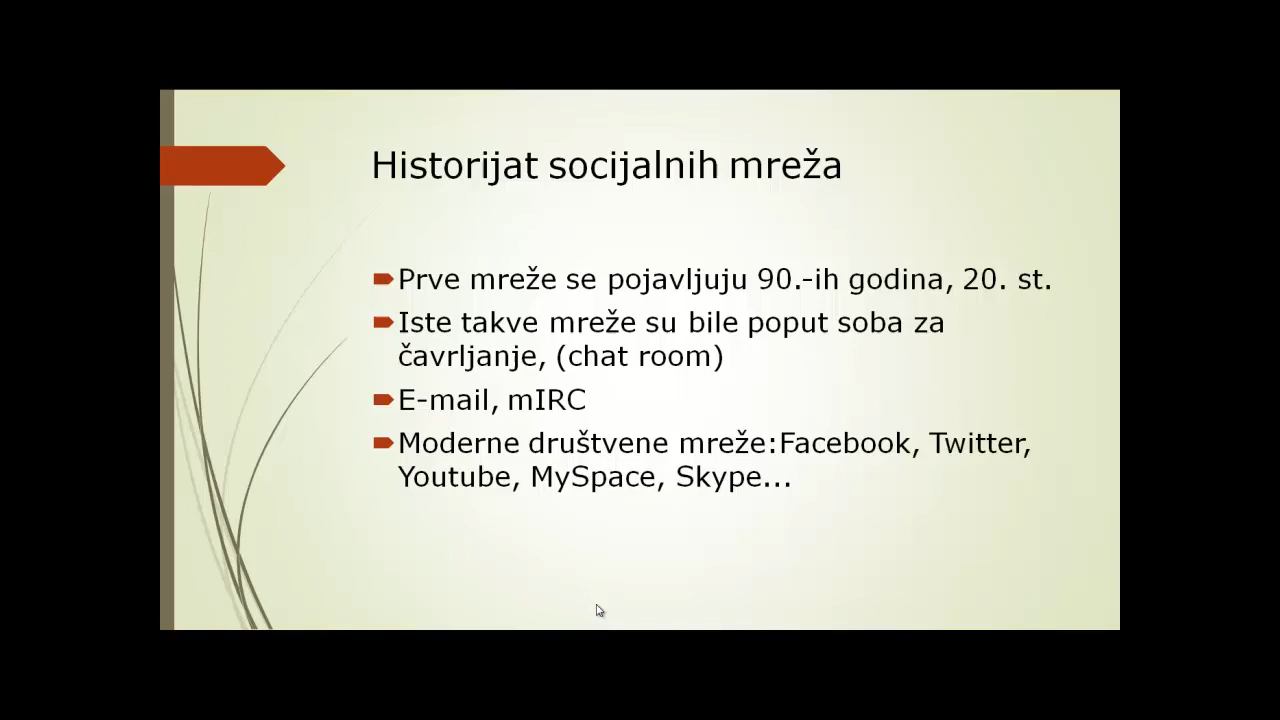 Historijat socijalnih mreža
Prve mreže se pojavljuju 90.-ih godina, 20. st.
Iste takve mreže su bile poput soba za
čavrljanje, (chat room)
E-mail, mIRC
Moderne društvene mreže:Facebook, Twitter,
Youtube, MySpace, Skype...